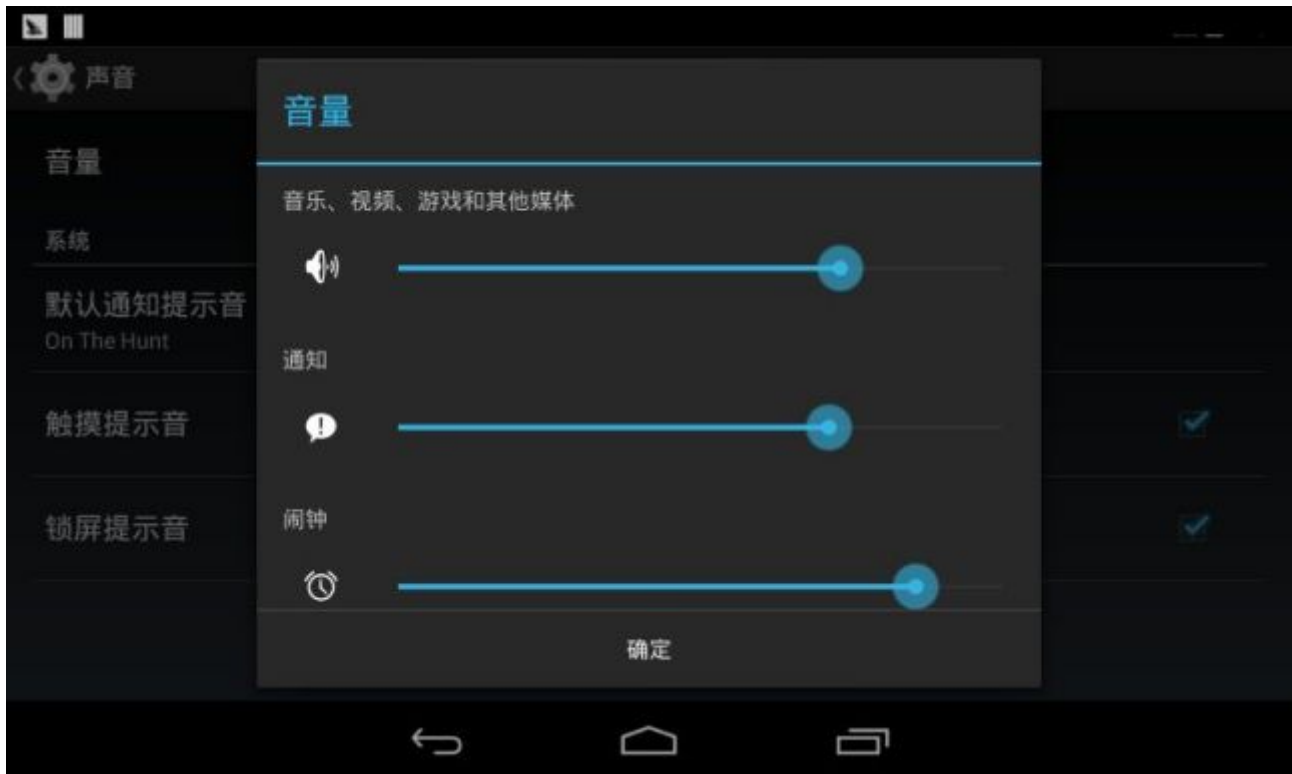 声音
音量
音量
系统
默认通知提示音
On The Hunt
触摸提示音
锁屏提示音
音乐、视频、游戏和其他媒体
通知
闹钟
确定